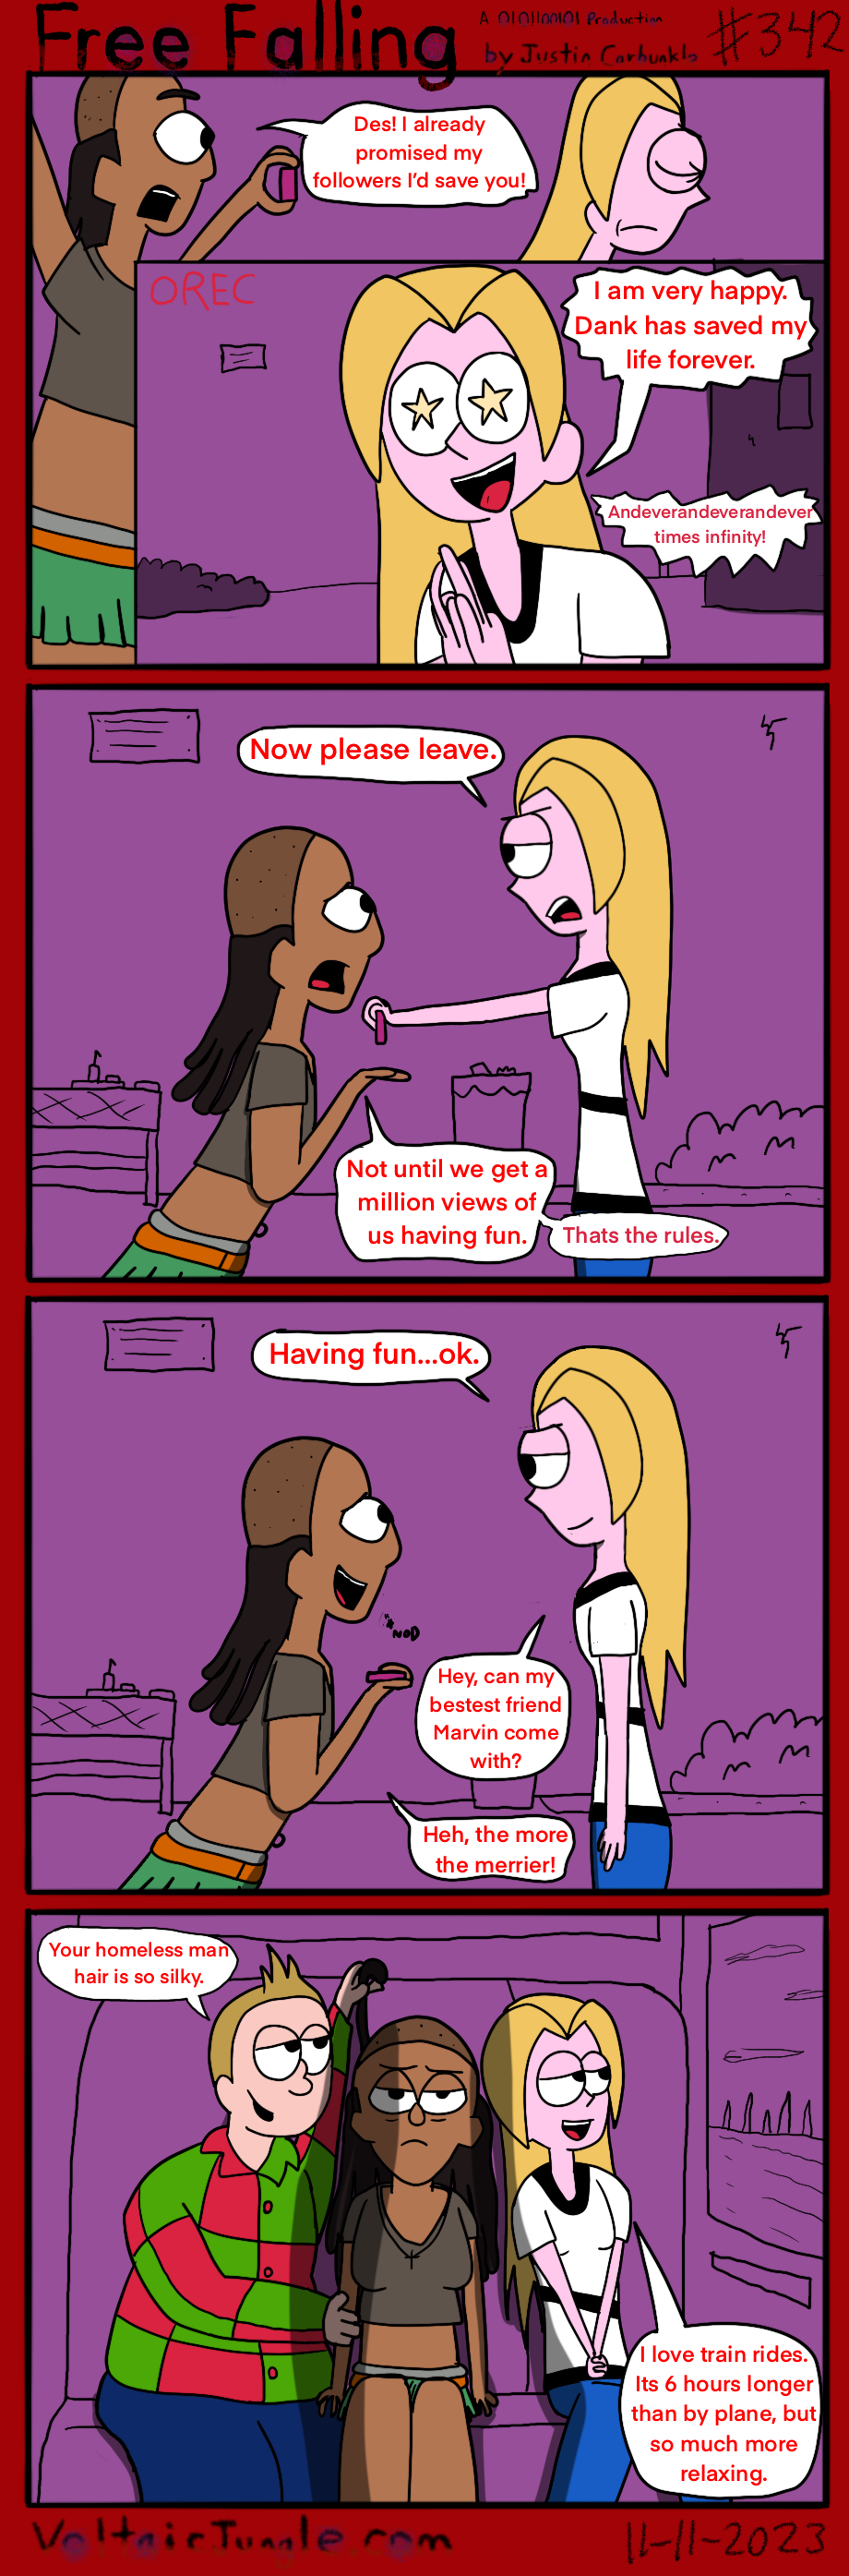 Free Falling
A 0101100101 Production
by Justin Carbunkle
#342
Des! I already
promised my
followers I'd save you!
OREC
I am very happy.
Dank has saved my
life forever.
Andeverandeverandever
times infinity!
Now please leave.
Not until we get a
million views of
us having fun.
Thats the rules.
Having fun...ok.
NOD
Hey, can my
bestest friend
Marvin come
with?
Heh, the more
the merrier!
Your homeless man
hair is so silky.
I love train rides.
Its 6 hours longer
than by plane, but
so much more
relaxing.
VoltaicJungle.com
11-11-2023